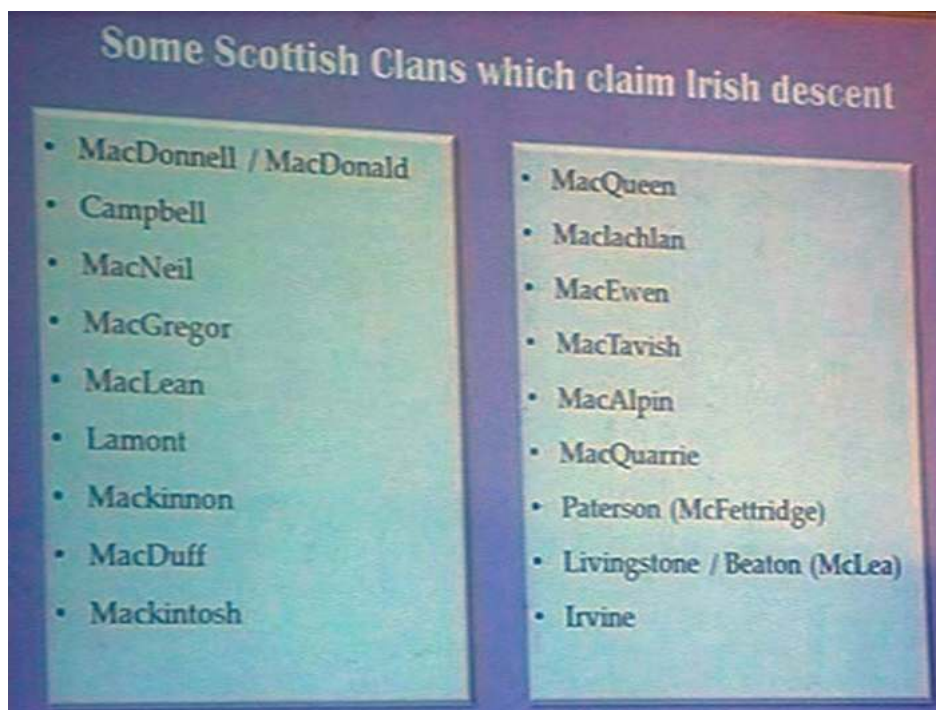 Some Scottish Clans which claim Irish descent
• MacDonnell / MacDonald
• Campbell
• MacNeil
• MacGregor
• MacLean
• Lamont
• Mackinnon
• MacDuff
• Mackintosh
• MacQueen
• Maclachlan
• MacEwen
• MacTavish
• MacAlpin
• MacQuarrie
• Paterson (McFettridge)
• Livingstone / Beaton (McLea)
• Irvine